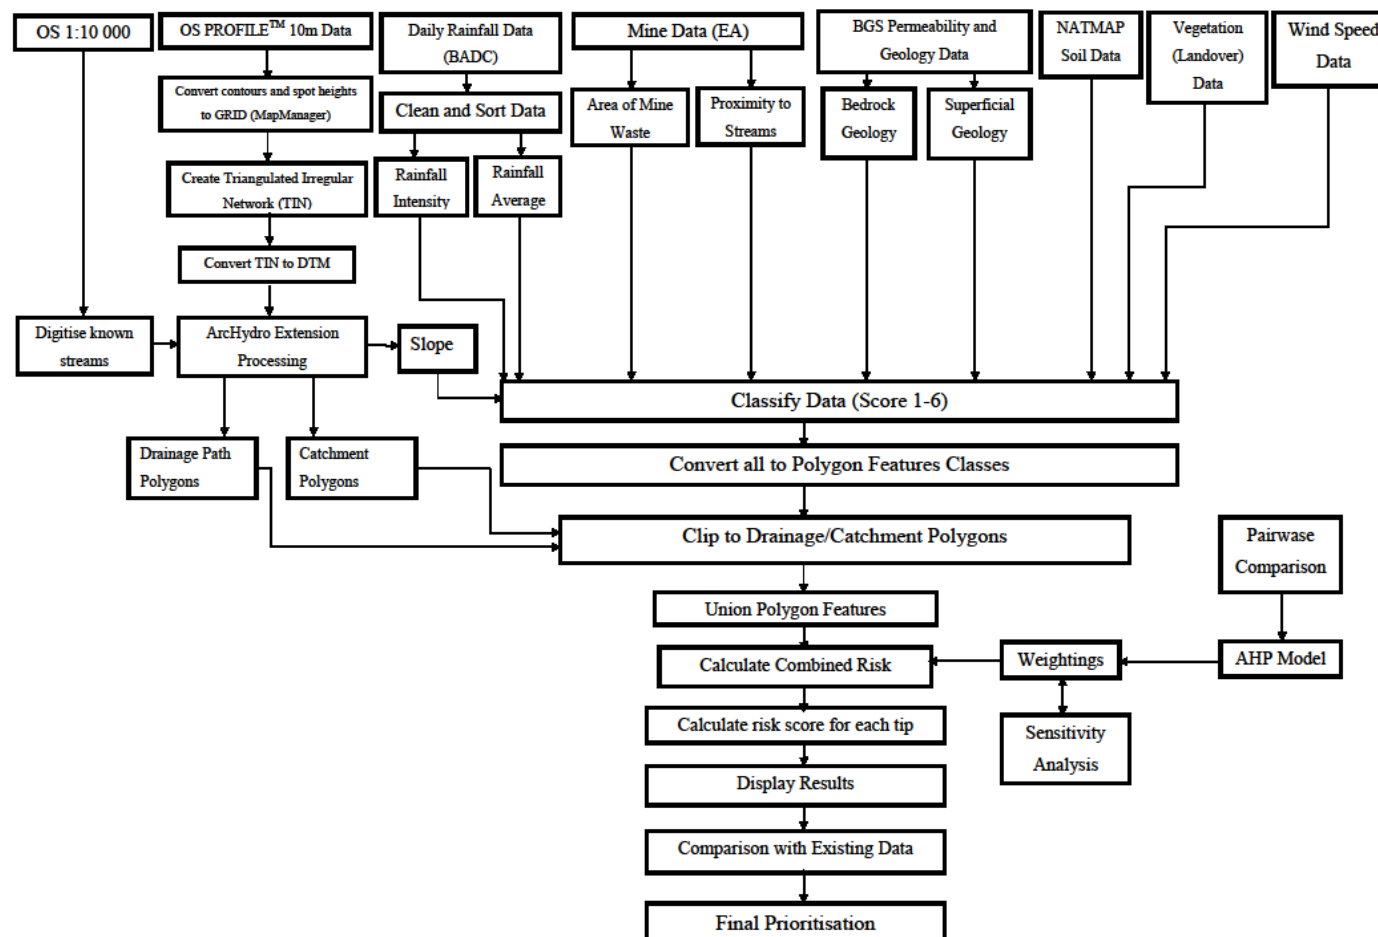 OS 1:10 000
OS PROFILE™ 10m Data
Daily Rainfall Data
(BADC)
Mine Data (EA)
BGS Permeability and
Geology Data
NATMAP
Soil Data
Vegetation
(Landover)
Data
Wind Speed
Data
Convert contours and spot heights
to GRID (MapManager)
Clean and Sort Data
Area of Mine
Waste
Proximity to
Streams
Bedrock
Geology
Superficial
Geology
Create Triangulated Irregular
Network (TIN)
Rainfall
Intensity
Rainfall
Average
Convert TIN to DTM
Digitise known
streams
ArcHydro Extension
Processing
Slope
Classify Data (Score 1-6)
Drainage Path
Polygons
Catchment
Polygons
Convert all to Polygon Features Classes
Clip to Drainage/Catchment Polygons
Pairwase
Comparison
Union Polygon Features
Calculate Combined Risk
Weightings
AHP Model
Calculate risk score for each tip
Sensitivity
Analysis
Display Results
Comparison with Existing Data
Final Prioritisation